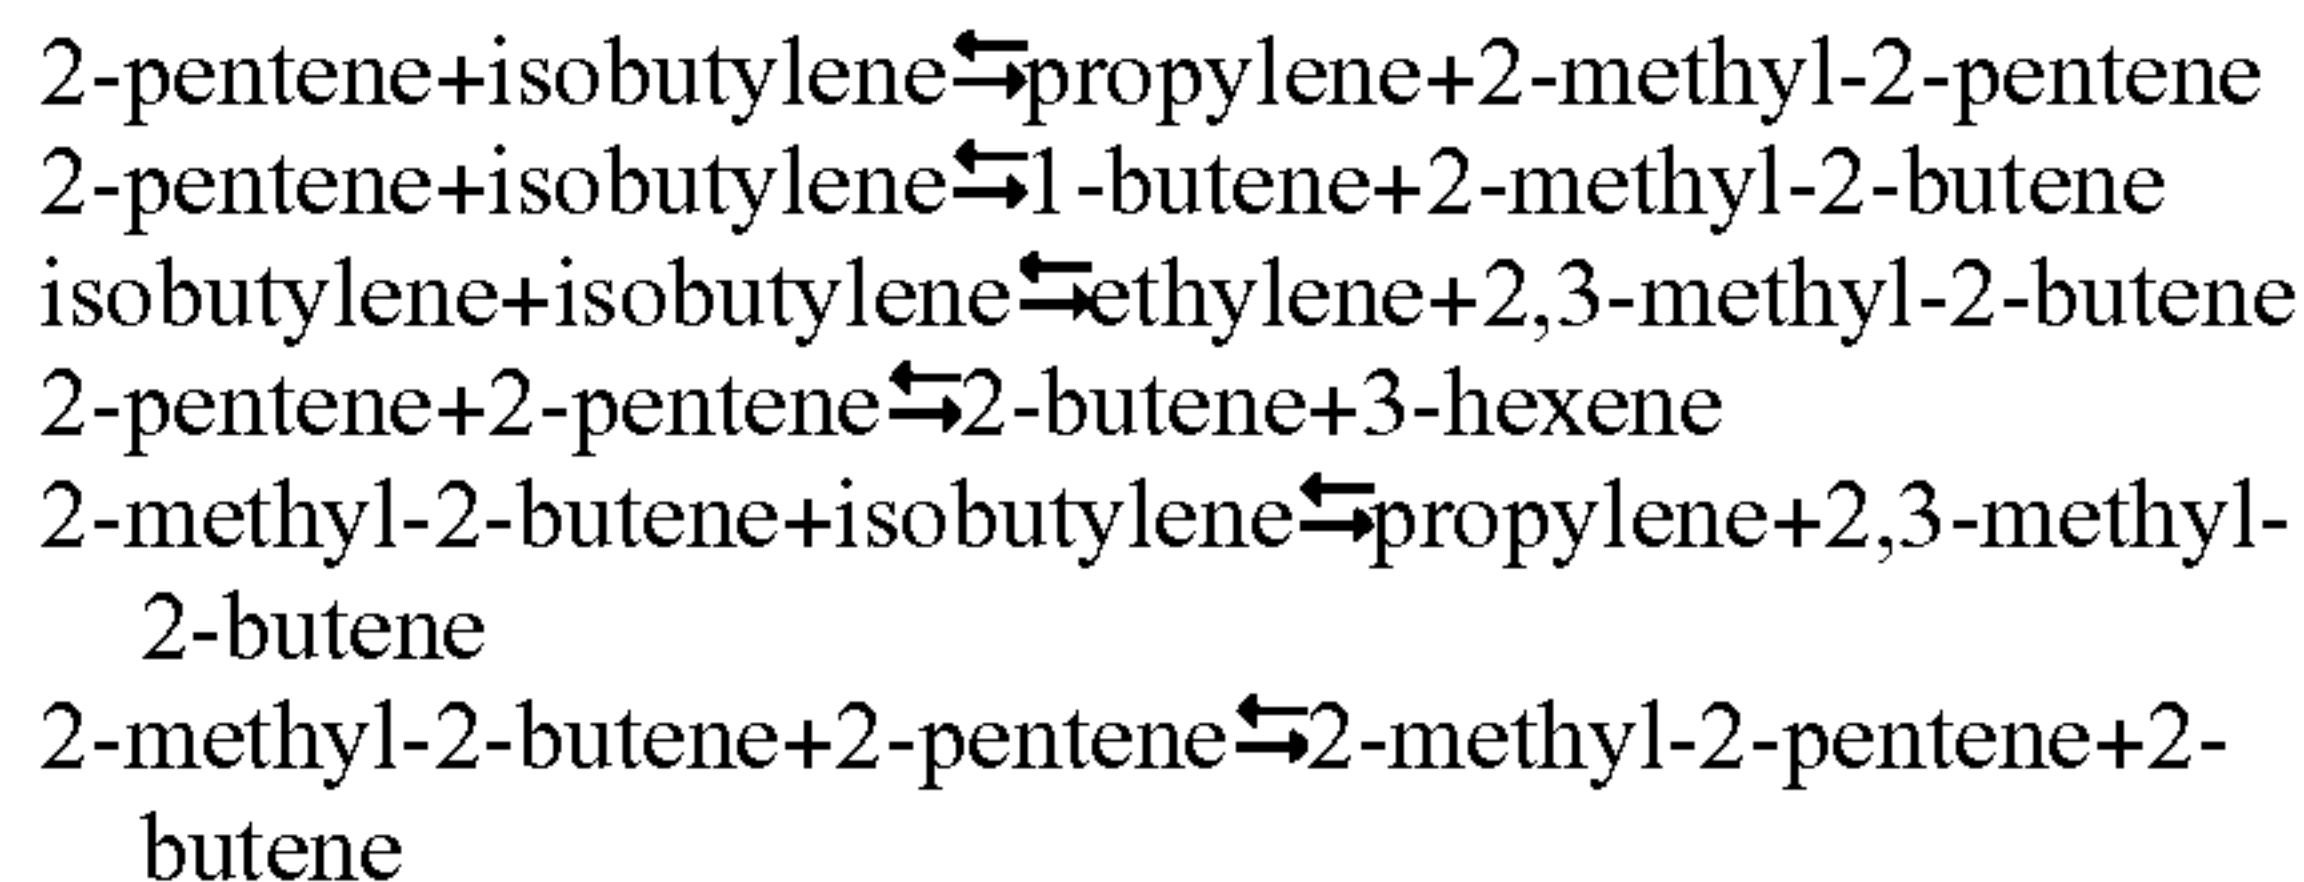 2-pentene+isobutylene⇆propylene+2-methyl-2-pentene
2-pentene+isobutylene⇆1-butene+2-methyl-2-butene
isobutylene+isobutylene⇆ethylene+2,3-methyl-2-butene
2-pentene+2-pentene⇆2-butene+3-hexene
2-methyl-2-butene+isobutylene⇆propylene+2,3-methyl-
2-butene
2-methyl-2-butene+2-pentene⇆2-methyl-2-pentene+2-
butene